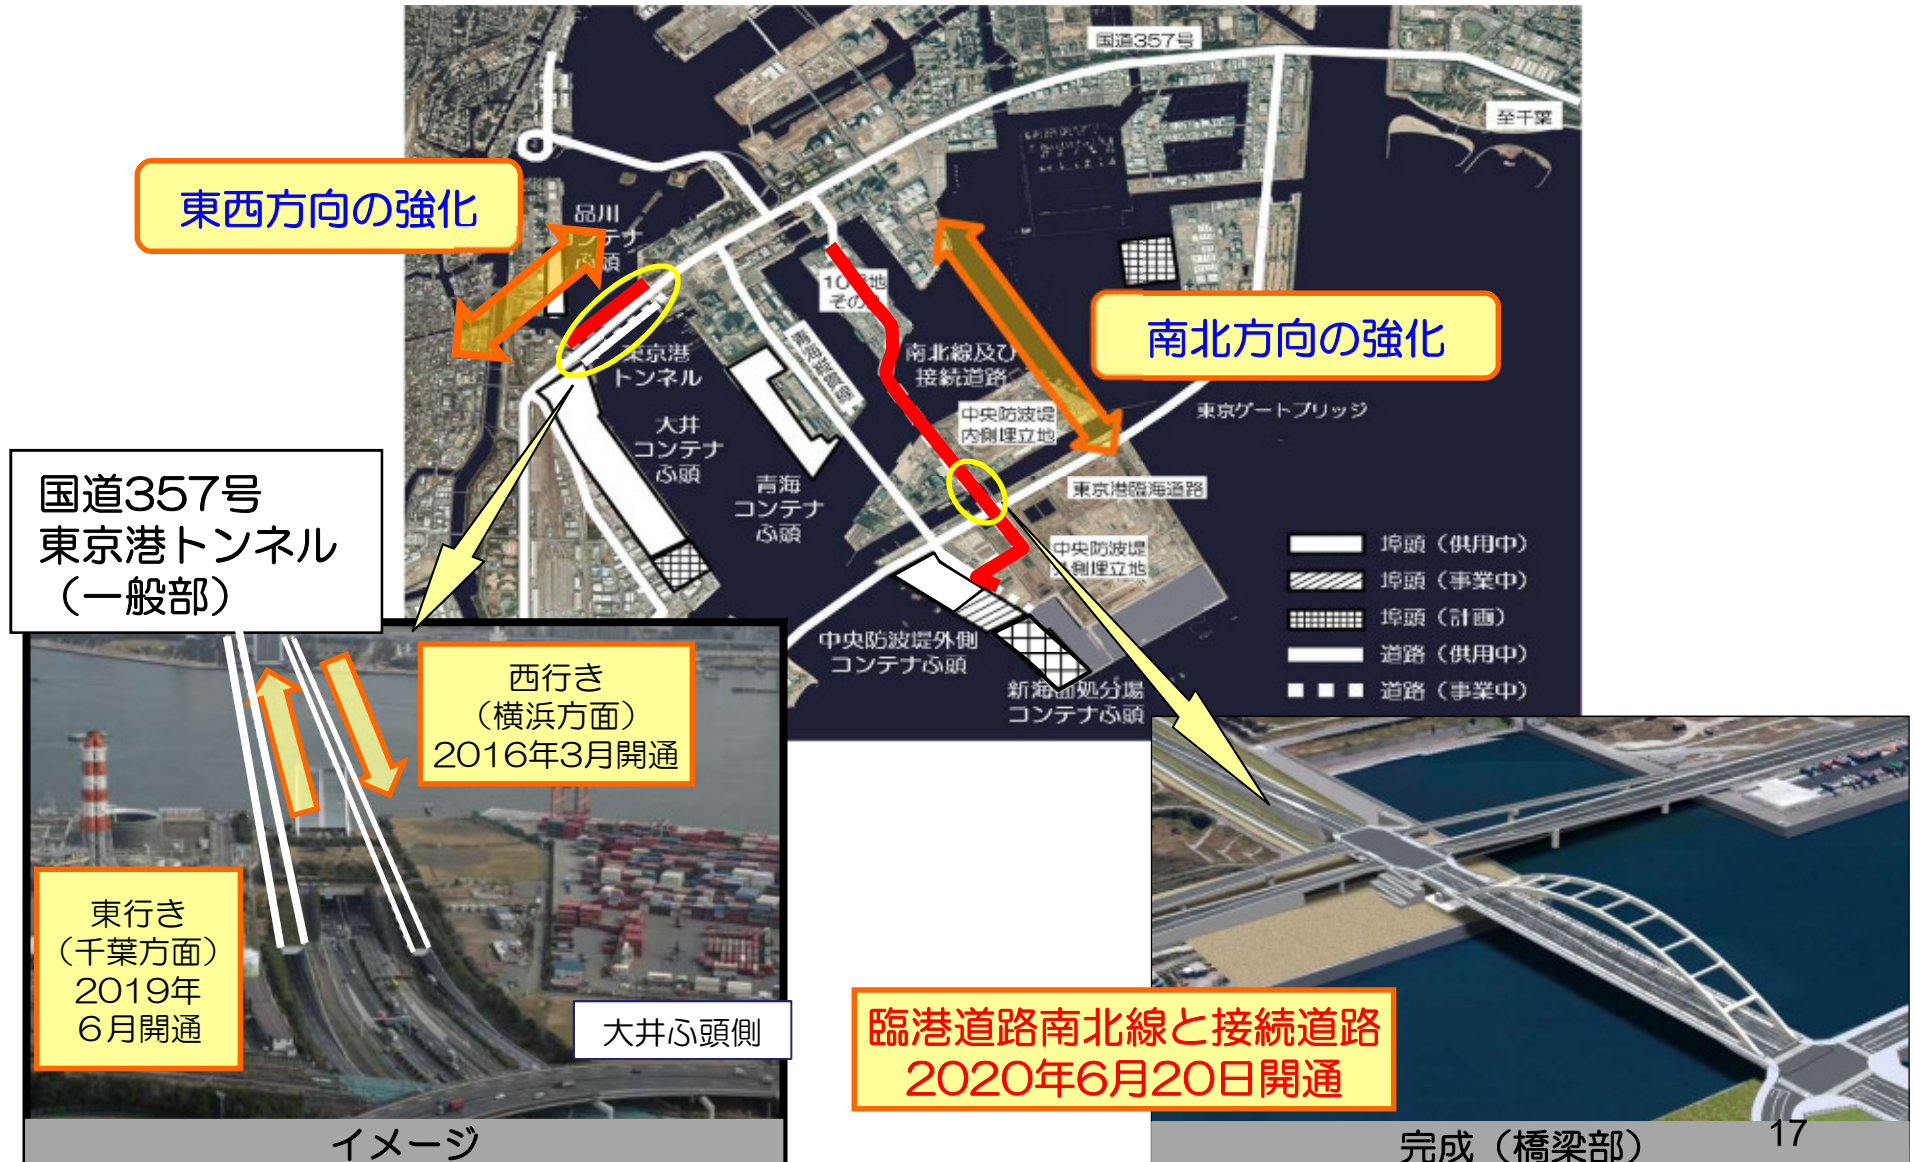 国道357号
至千葉
東西方向の強化
品川
コンテナ
ふ頭
10号地
その2
南北方向の強化
東京港
トンネル
南北線及び
接続道路
東京ゲートブリッジ
中央防波堤
内側埋立地
大井
コンテナ
ふ頭
青海
コンテナ
ふ頭
東京港臨海道路
国道357号
東京港トンネル
（一般部）
中央防波堤
外側埋立地
埠頭（供用中）
埠頭（事業中）
埠頭（計画）
道路（供用中）
道路（事業中）
中央防波堤外側
コンテナふ頭
新海面処分場
コンテナふ頭
西行き
（横浜方面）
2016年3月開通
東行き
（千葉方面）
2019年
6月開通
大井ふ頭側
臨港道路南北線と接続道路
2020年6月20日開通
イメージ
完成（橋梁部）
17